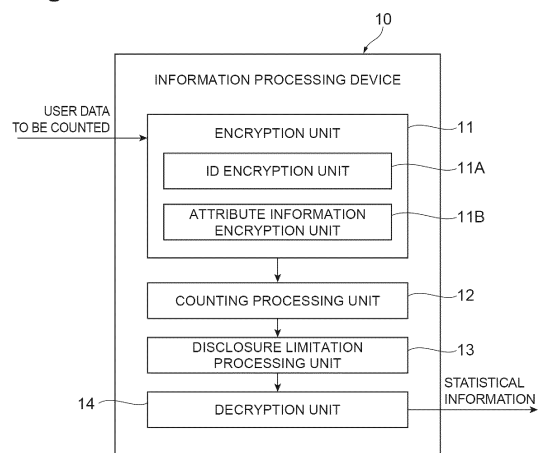 10
INFORMATION PROCESSING DEVICE
USER DATA
TO BE COUNTED
ENCRYPTION UNIT
11
ID ENCRYPTION UNIT
11A
ATTRIBUTE INFORMATION
ENCRYPTION UNIT
11B
COUNTING PROCESSING UNIT
12
DISCLOSURE LIMITATION
PROCESSING UNIT
13
14
DECRYPTION UNIT
STATISTICAL
INFORMATION